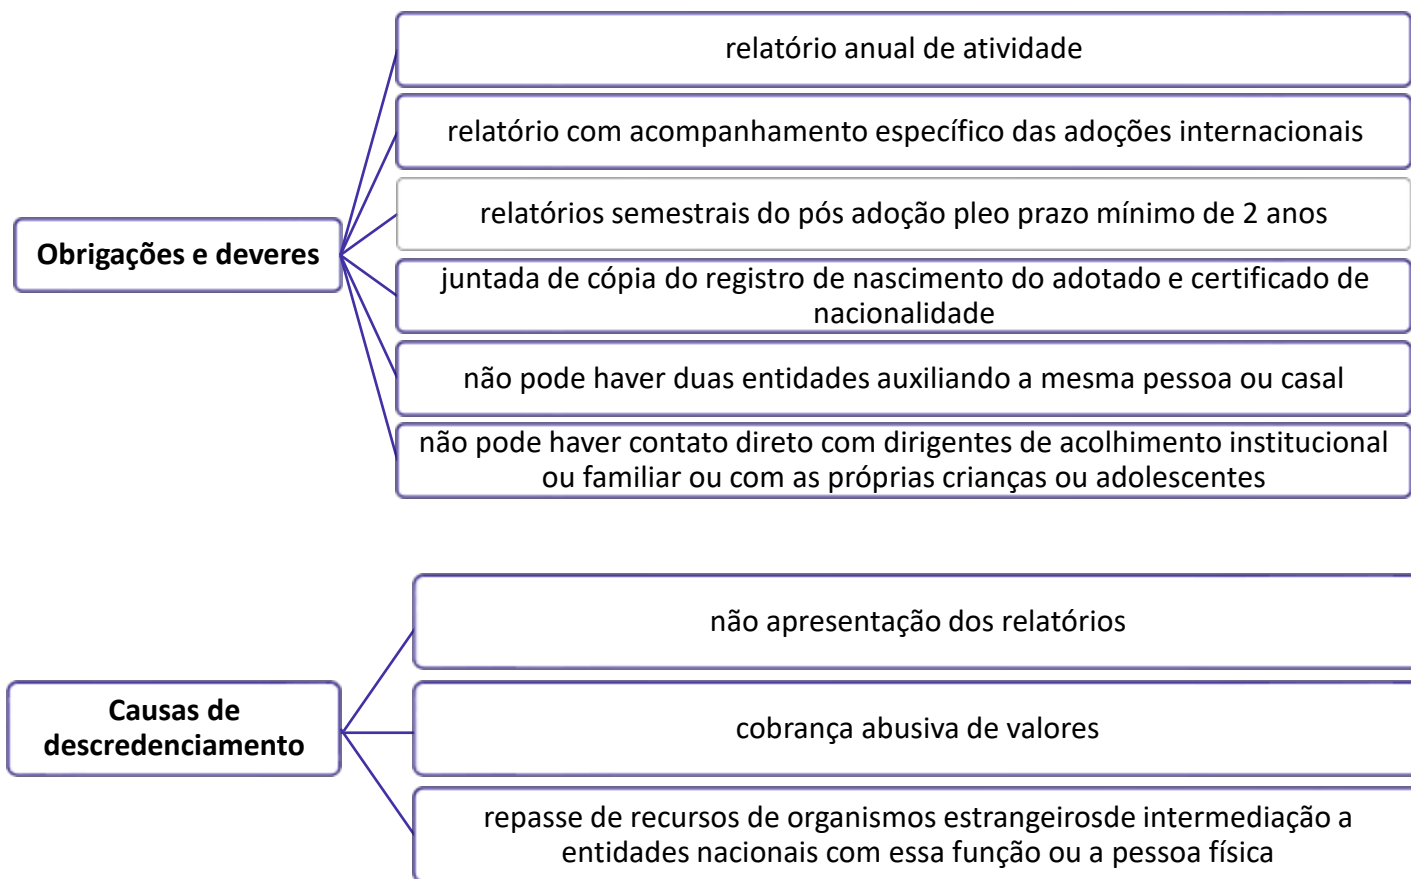 relatório anual de atividade
relatório com acompanhamento específico das adoções internacionais
relatórios semestrais do pós adoção pleo prazo mínimo de 2 anos
Obrigações e deveres
juntada de cópia do registro de nascimento do adotado e certificado de
nacionalidade
não pode haver duas entidades auxiliando a mesma pessoa ou casal
não pode haver contato direto com dirigentes de acolhimento institucional
ou familiar ou com as próprias crianças ou adolescentes
não apresentação dos relatórios
Causas de
descredenciamento
cobrança abusiva de valores
repasse de recursos de organismos estrangeirosde intermediação a
entidades nacionais com essa função ou a pessoa física